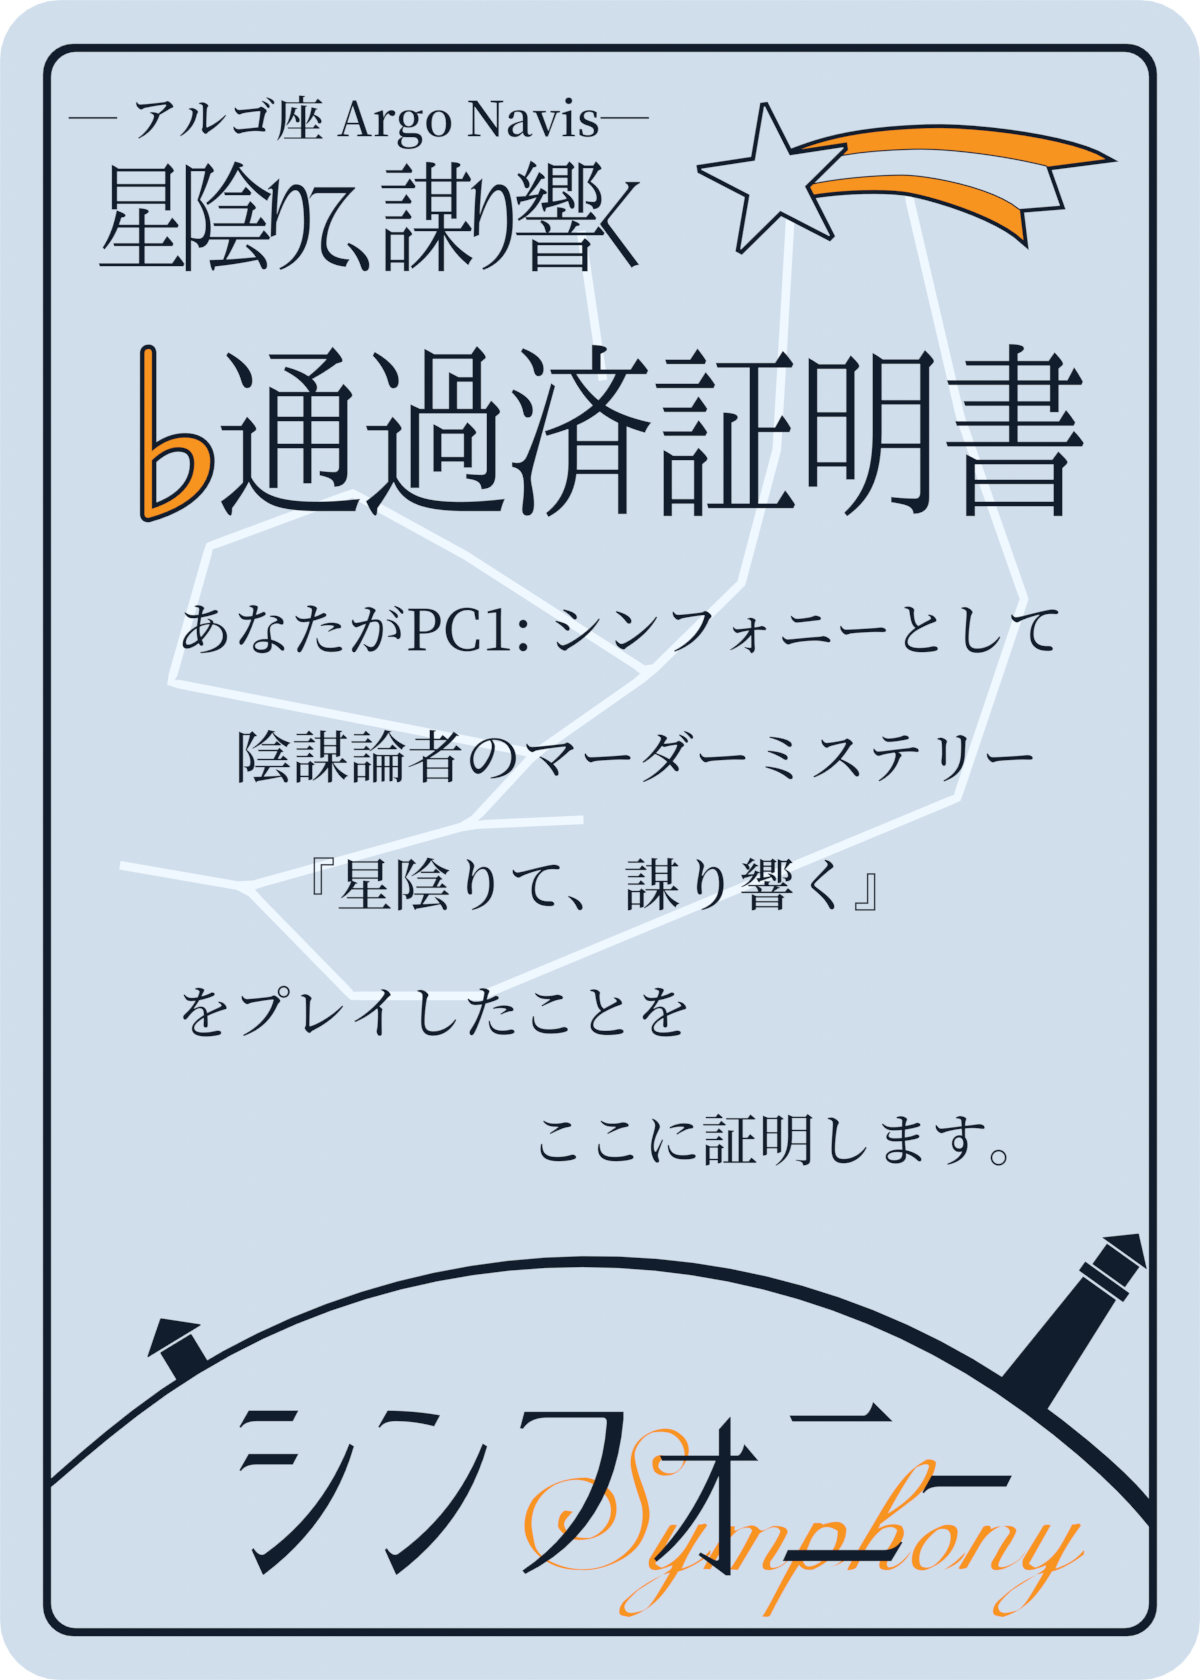 — アルゴ座 Argo Navis—
星陰りて、謀り響く
♭通過済証明書
あなたがPC1: シンフォニーとして
陰謀論者のマーダーミステリー
『星陰りて、謀り響く』
をプレイしたことを
ここに証明します。
シンフォニー
Symphony